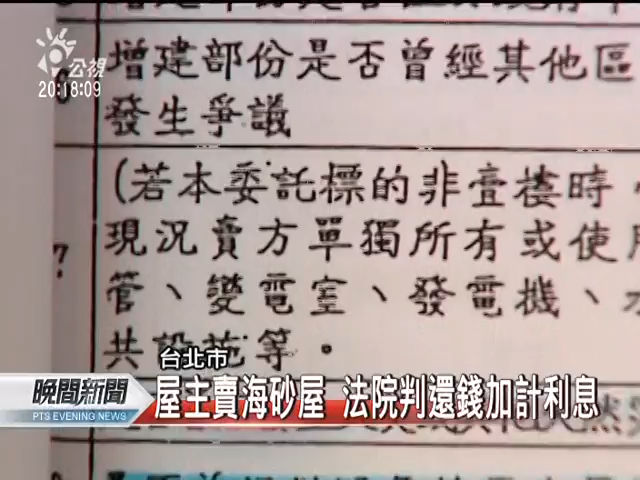 公視
20:18:09
6
增建部份是否曾經其他區
發生爭議
7
(若本委託標的非壹樓時，
現況賣方單獨所有或使用
管、變電室、發電機、水
共設施等。
台北市
晚間新聞
PTS EVENING NEWS
屋主賣海砂屋 法院判還錢加計利息